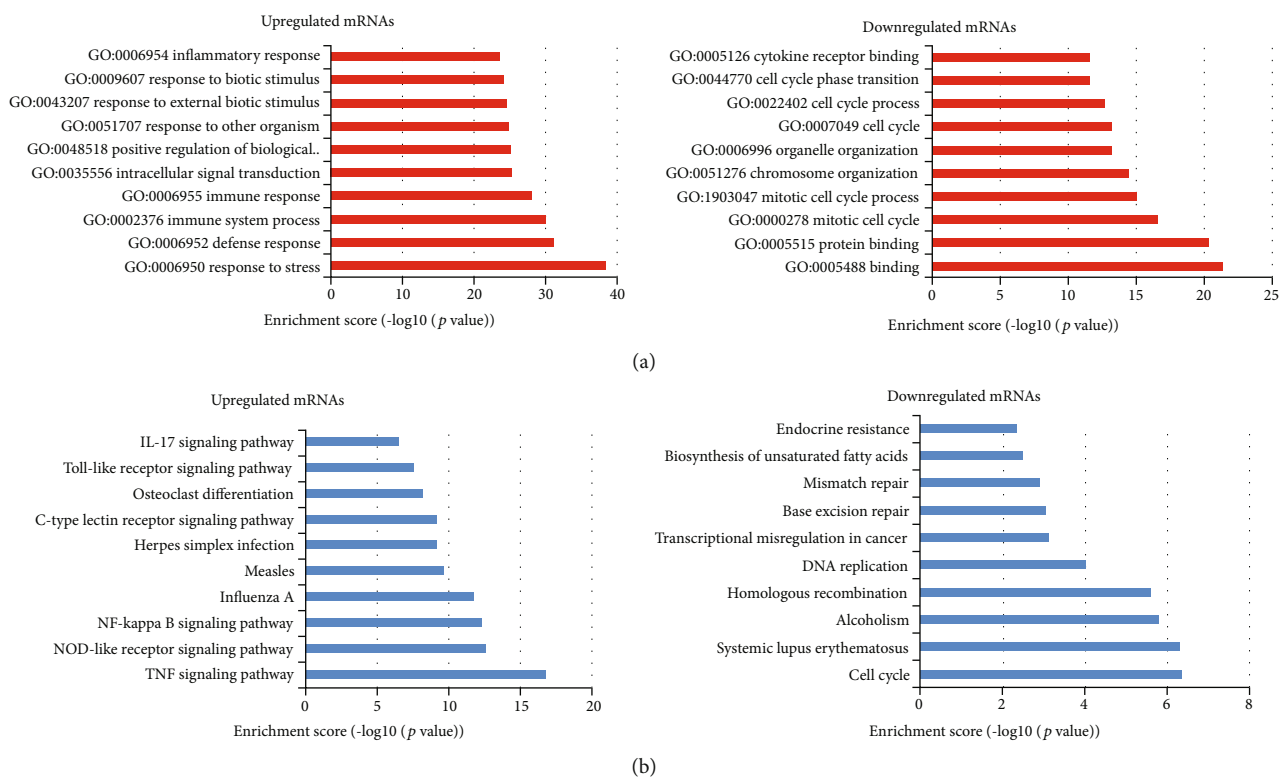 Upregulated mRNAs
GO:0006954 inflammatory response
GO:0009607 response to biotic stimulus
GO:0043207 response to external biotic stimulus
GO:0051707 response to other organism
GO:0048518 positive regulation of biological..
GO:0035556 intracellular signal transduction
GO:0006955 immune response
GO:0002376 immune system process
GO:0006952 defense response
GO:0006950 response to stress
0 10 20 30 40
Enrichment score (-log10 (p value))
Downregulated mRNAs
GO:0005126 cytokine receptor binding
GO:0044770 cell cycle phase transition
GO:0022402 cell cycle process
GO:0007049 cell cycle
GO:0006996 organelle organization
GO:0051276 chromosome organization
GO:1903047 mitotic cell cycle process
GO:0000278 mitotic cell cycle
GO:0005515 protein binding
GO:0005488 binding
0 5 10 15 20 25
Enrichment score (-log10 (p value))
(a)
Upregulated mRNAs
IL-17 signaling pathway
Toll-like receptor signaling pathway
Osteoclast differentiation
C-type lectin receptor signaling pathway
Herpes simplex infection
Measles
Influenza A
NF-kappa B signaling pathway
NOD-like receptor signaling pathway
TNF signaling pathway
0 5 10 15 20
Enrichment score (-log10 (p value))
Downregulated mRNAs
Endocrine resistance
Biosynthesis of unsaturated fatty acids
Mismatch repair
Base excision repair
Transcriptional misregulation in cancer
DNA replication
Homologous recombination
Alcoholism
Systemic lupus erythematosus
Cell cycle
0 2 4 6 8
Enrichment score (-log10 (p value))
(b)